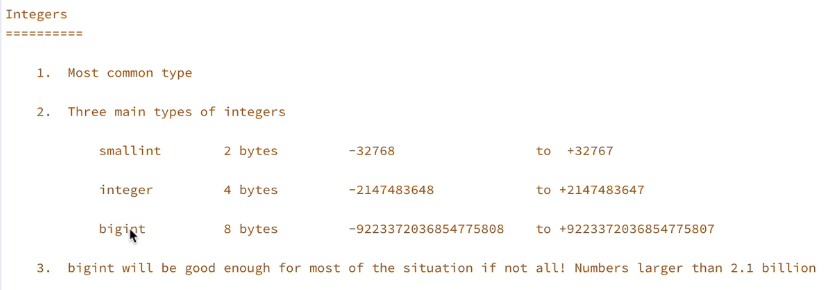 Integers
==========
1. Most common type
2. Three main types of integers
smallint 2 bytes -32768 to +32767
integer 4 bytes -2147483648 to +2147483647
bigint 8 bytes -9223372036854775808 to +9223372036854775807
3. bigint will be good enough for most of the situation if not all! Numbers larger than 2.1 billion